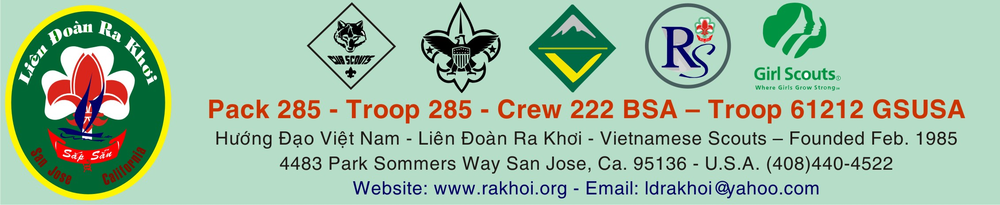 Liên Đoàn Ra Khơi
Sắp Sẵn
San Jose California
CUB SCOUTS
RS
Sắp Sẵn
Girl Scouts®
Where Girls Grow Strong℠
Pack 285 - Troop 285 - Crew 222 BSA – Troop 61212 GSUSA
Hướng Đạo Việt Nam - Liên Đoàn Ra Khơi - Vietnamese Scouts – Founded Feb. 1985
4483 Park Sommers Way San Jose, Ca. 95136 - U.S.A. (408)440-4522
Website: www.rakhoi.org - Email: ldrakhoi@yahoo.com